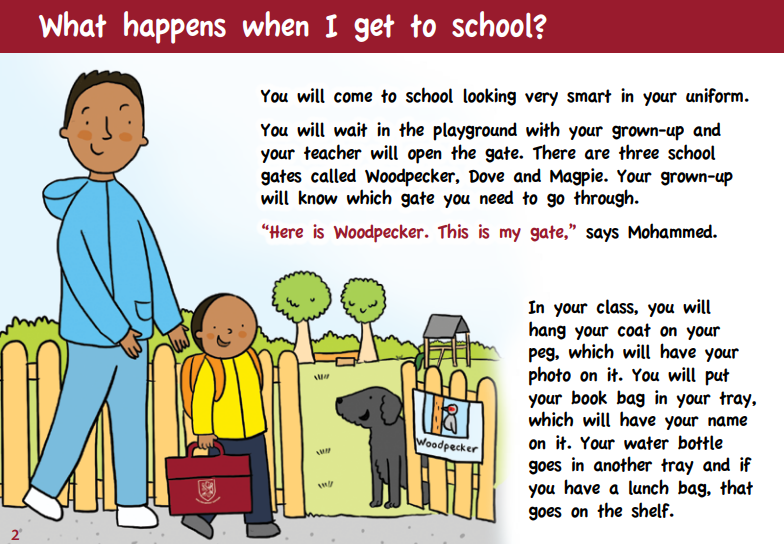 What happens when I get to school?
You will come to school looking very smart in your uniform.
You will wait in the playground with your grown-up and
your teacher will open the gate. There are three school
gates called Woodpecker, Dove and Magpie. Your grown-up
will know which gate you need to go through.
“Here is Woodpecker. This is my gate,” says Mohammed.
In your class, you will
hang your coat on your
peg, which will have your
photo on it. You will put
your book bag in your tray,
which will have your name
on it. Your water bottle
goes in another tray and if
you have a lunch bag, that
goes on the shelf.
Woodpecker
2